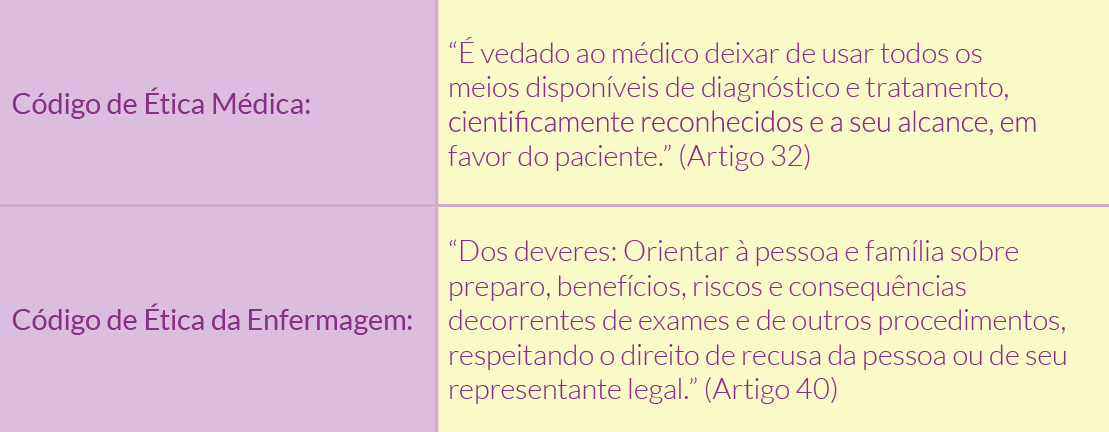 Código de Ética Médica:
“É vedado ao médico deixar de usar todos os
meios disponíveis de diagnóstico e tratamento,
cientificamente reconhecidos e a seu alcance, em
favor do paciente.” (Artigo 32)
Código de Ética da Enfermagem:
“Dos deveres: Orientar à pessoa e família sobre
preparo, benefícios, riscos e consequências
decorrentes de exames e de outros procedimentos,
respeitando o direito de recusa da pessoa ou de seu
representante legal.” (Artigo 40)